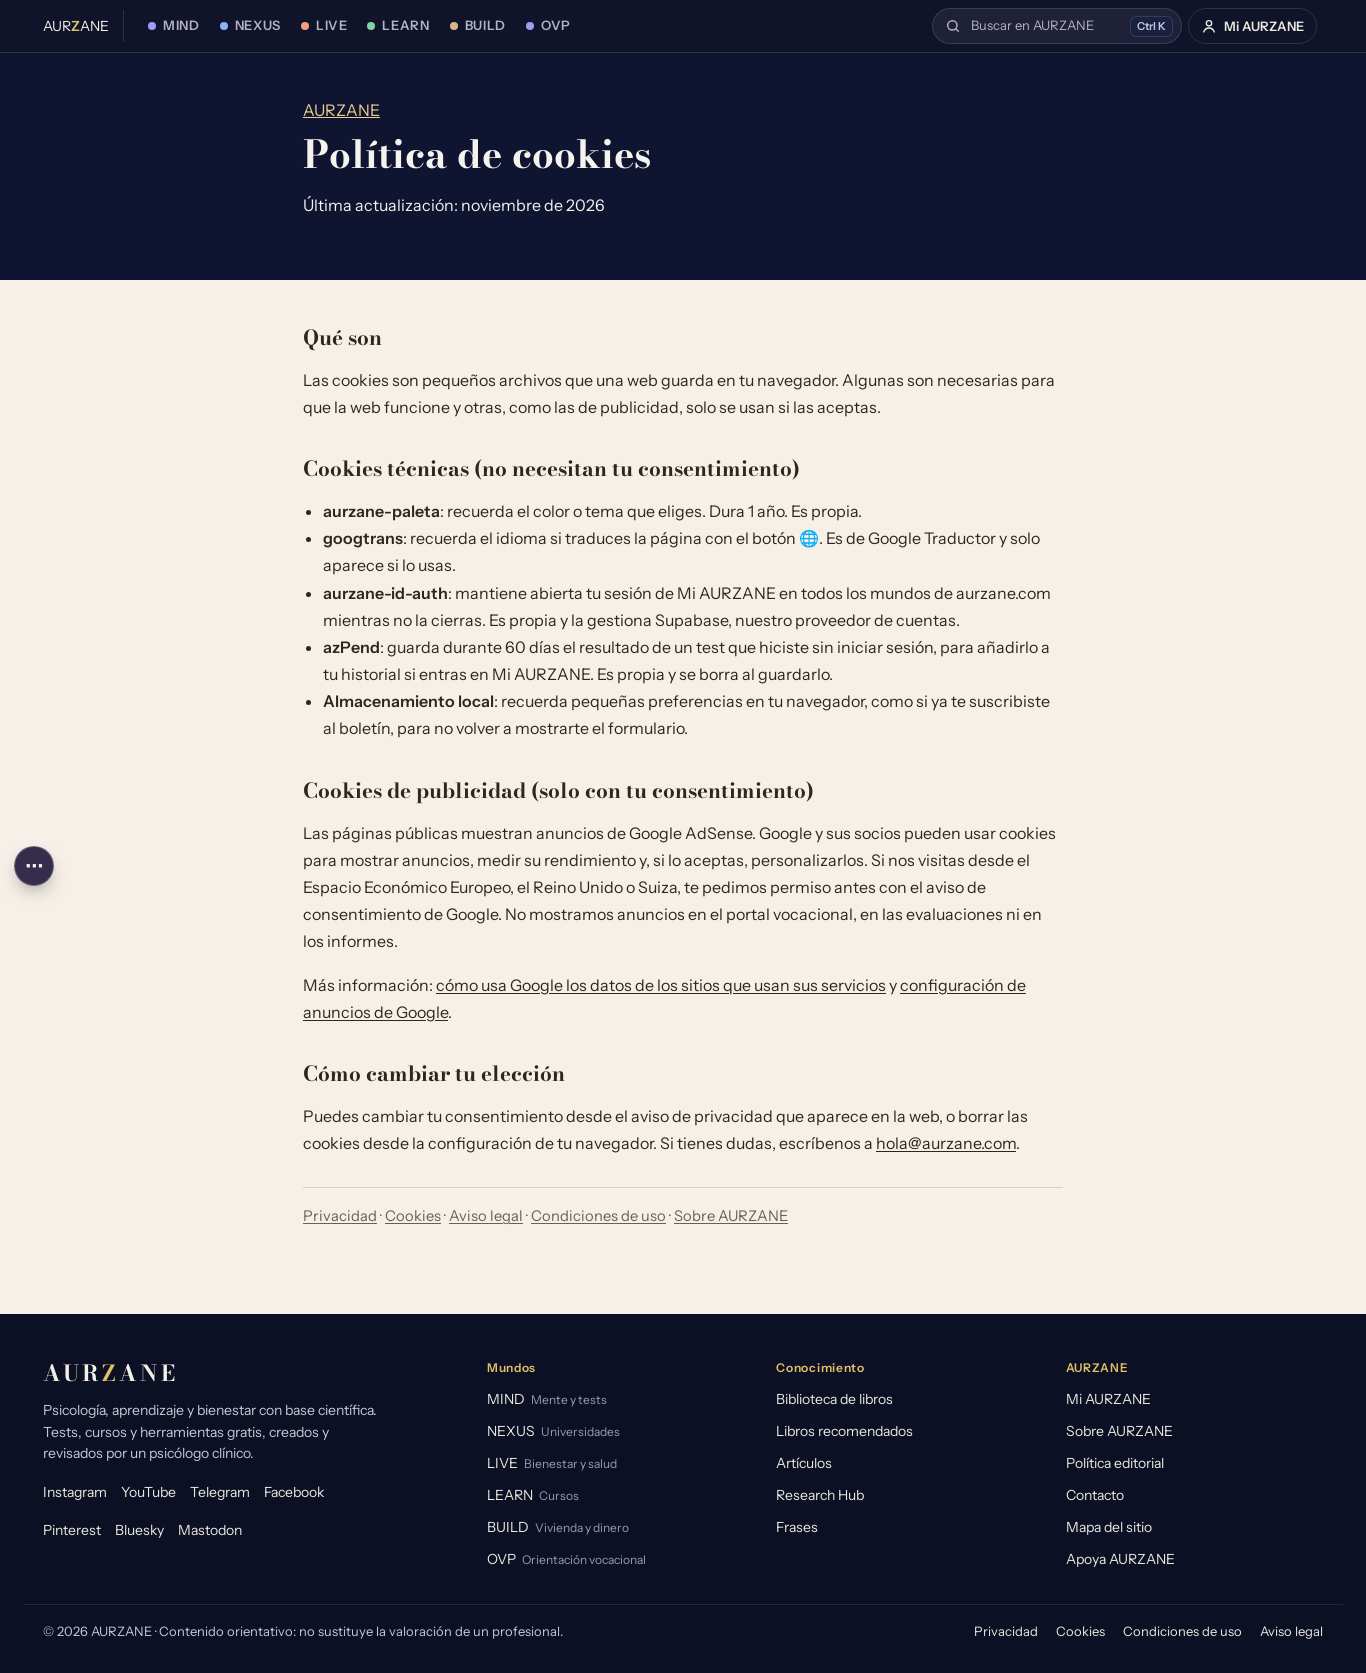 AURZANE
MIND
NEXUS
LIVE
LEARN
BUILD
OVP
Buscar en AURZANE
Ctrl K
Mi AURZANE
AURZANE
Política de cookies
Última actualización: noviembre de 2026
Qué son
Las cookies son pequeños archivos que una web guarda en tu navegador. Algunas son necesarias para
que la web funcione y otras, como las de publicidad, solo se usan si las aceptas.
Cookies técnicas (no necesitan tu consentimiento)
• aurzane-paleta: recuerda el color o tema que eliges. Dura 1 año. Es propia.
• googtrans: recuerda el idioma si traduces la página con el botón 🌐. Es de Google Traductor y solo
aparece si lo usas.
• aurzane-id-auth: mantiene abierta tu sesión de Mi AURZANE en todos los mundos de aurzane.com
mientras no la cierras. Es propia y la gestiona Supabase, nuestro proveedor de cuentas.
• azPend: guarda durante 60 días el resultado de un test que hiciste sin iniciar sesión, para añadirlo a
tu historial si entras en Mi AURZANE. Es propia y se borra al guardarlo.
• Almacenamiento local: recuerda pequeñas preferencias en tu navegador, como si ya te suscribiste
al boletín, para no volver a mostrarte el formulario.
Cookies de publicidad (solo con tu consentimiento)
Las páginas públicas muestran anuncios de Google AdSense. Google y sus socios pueden usar cookies
para mostrar anuncios, medir su rendimiento y, si lo aceptas, personalizarlos. Si nos visitas desde el
Espacio Económico Europeo, el Reino Unido o Suiza, te pedimos permiso antes con el aviso de
consentimiento de Google. No mostramos anuncios en el portal vocacional, en las evaluaciones ni en
los informes.
Más información: cómo usa Google los datos de los sitios que usan sus servicios y configuración de
anuncios de Google.
Cómo cambiar tu elección
Puedes cambiar tu consentimiento desde el aviso de privacidad que aparece en la web, o borrar las
cookies desde la configuración de tu navegador. Si tienes dudas, escríbenos a hola@aurzane.com.
Privacidad · Cookies · Aviso legal · Condiciones de uso · Sobre AURZANE
AURZANE
Psicología, aprendizaje y bienestar con base científica.
Tests, cursos y herramientas gratis, creados y
revisados por un psicólogo clínico.
Instagram YouTube Telegram Facebook
Pinterest Bluesky Mastodon
Mundos
MIND Mente y tests
NEXUS Universidades
LIVE Bienestar y salud
LEARN Cursos
BUILD Vivienda y dinero
OVP Orientación vocacional
Conocimiento
Biblioteca de libros
Libros recomendados
Artículos
Research Hub
Frases
AURZANE
Mi AURZANE
Sobre AURZANE
Política editorial
Contacto
Mapa del sitio
Apoya AURZANE
© 2026 AURZANE · Contenido orientativo: no sustituye la valoración de un profesional.
Privacidad Cookies Condiciones de uso Aviso legal